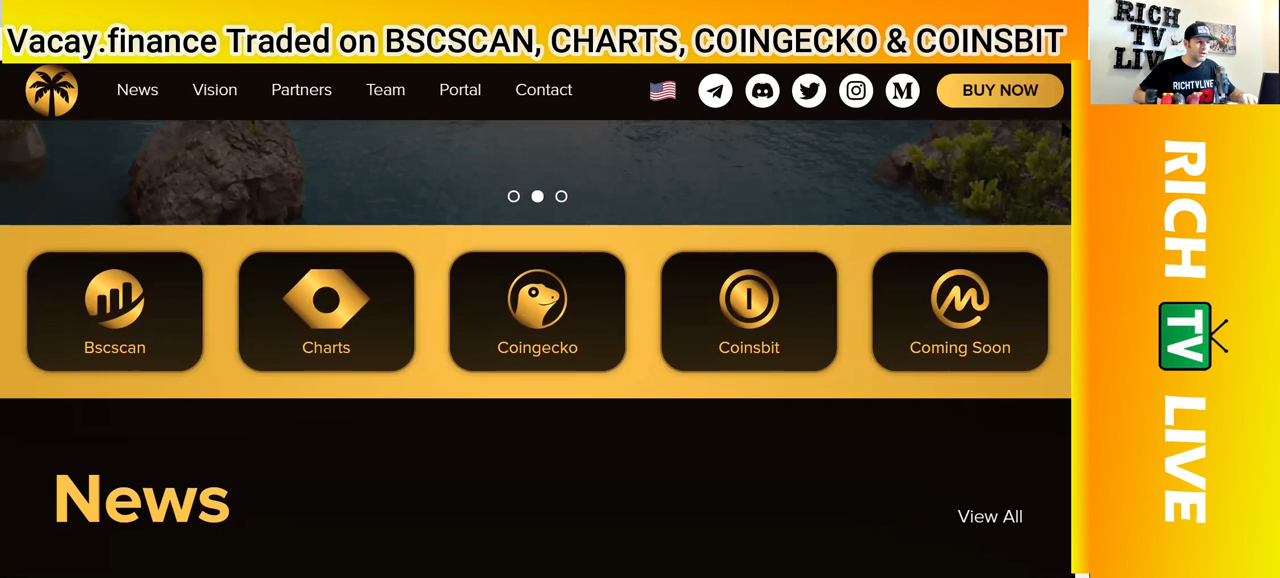 Vacay.finance Traded on BSCSCAN, CHARTS, COINGECKO & COINSBIT
RICH
TV
LIV
RICHTVLIVE
News Vision Partners Team Portal Contact BUY NOW
Bscscan Charts Coingecko Coinsbit Coming Soon
News
View All
RICH TV LIVE